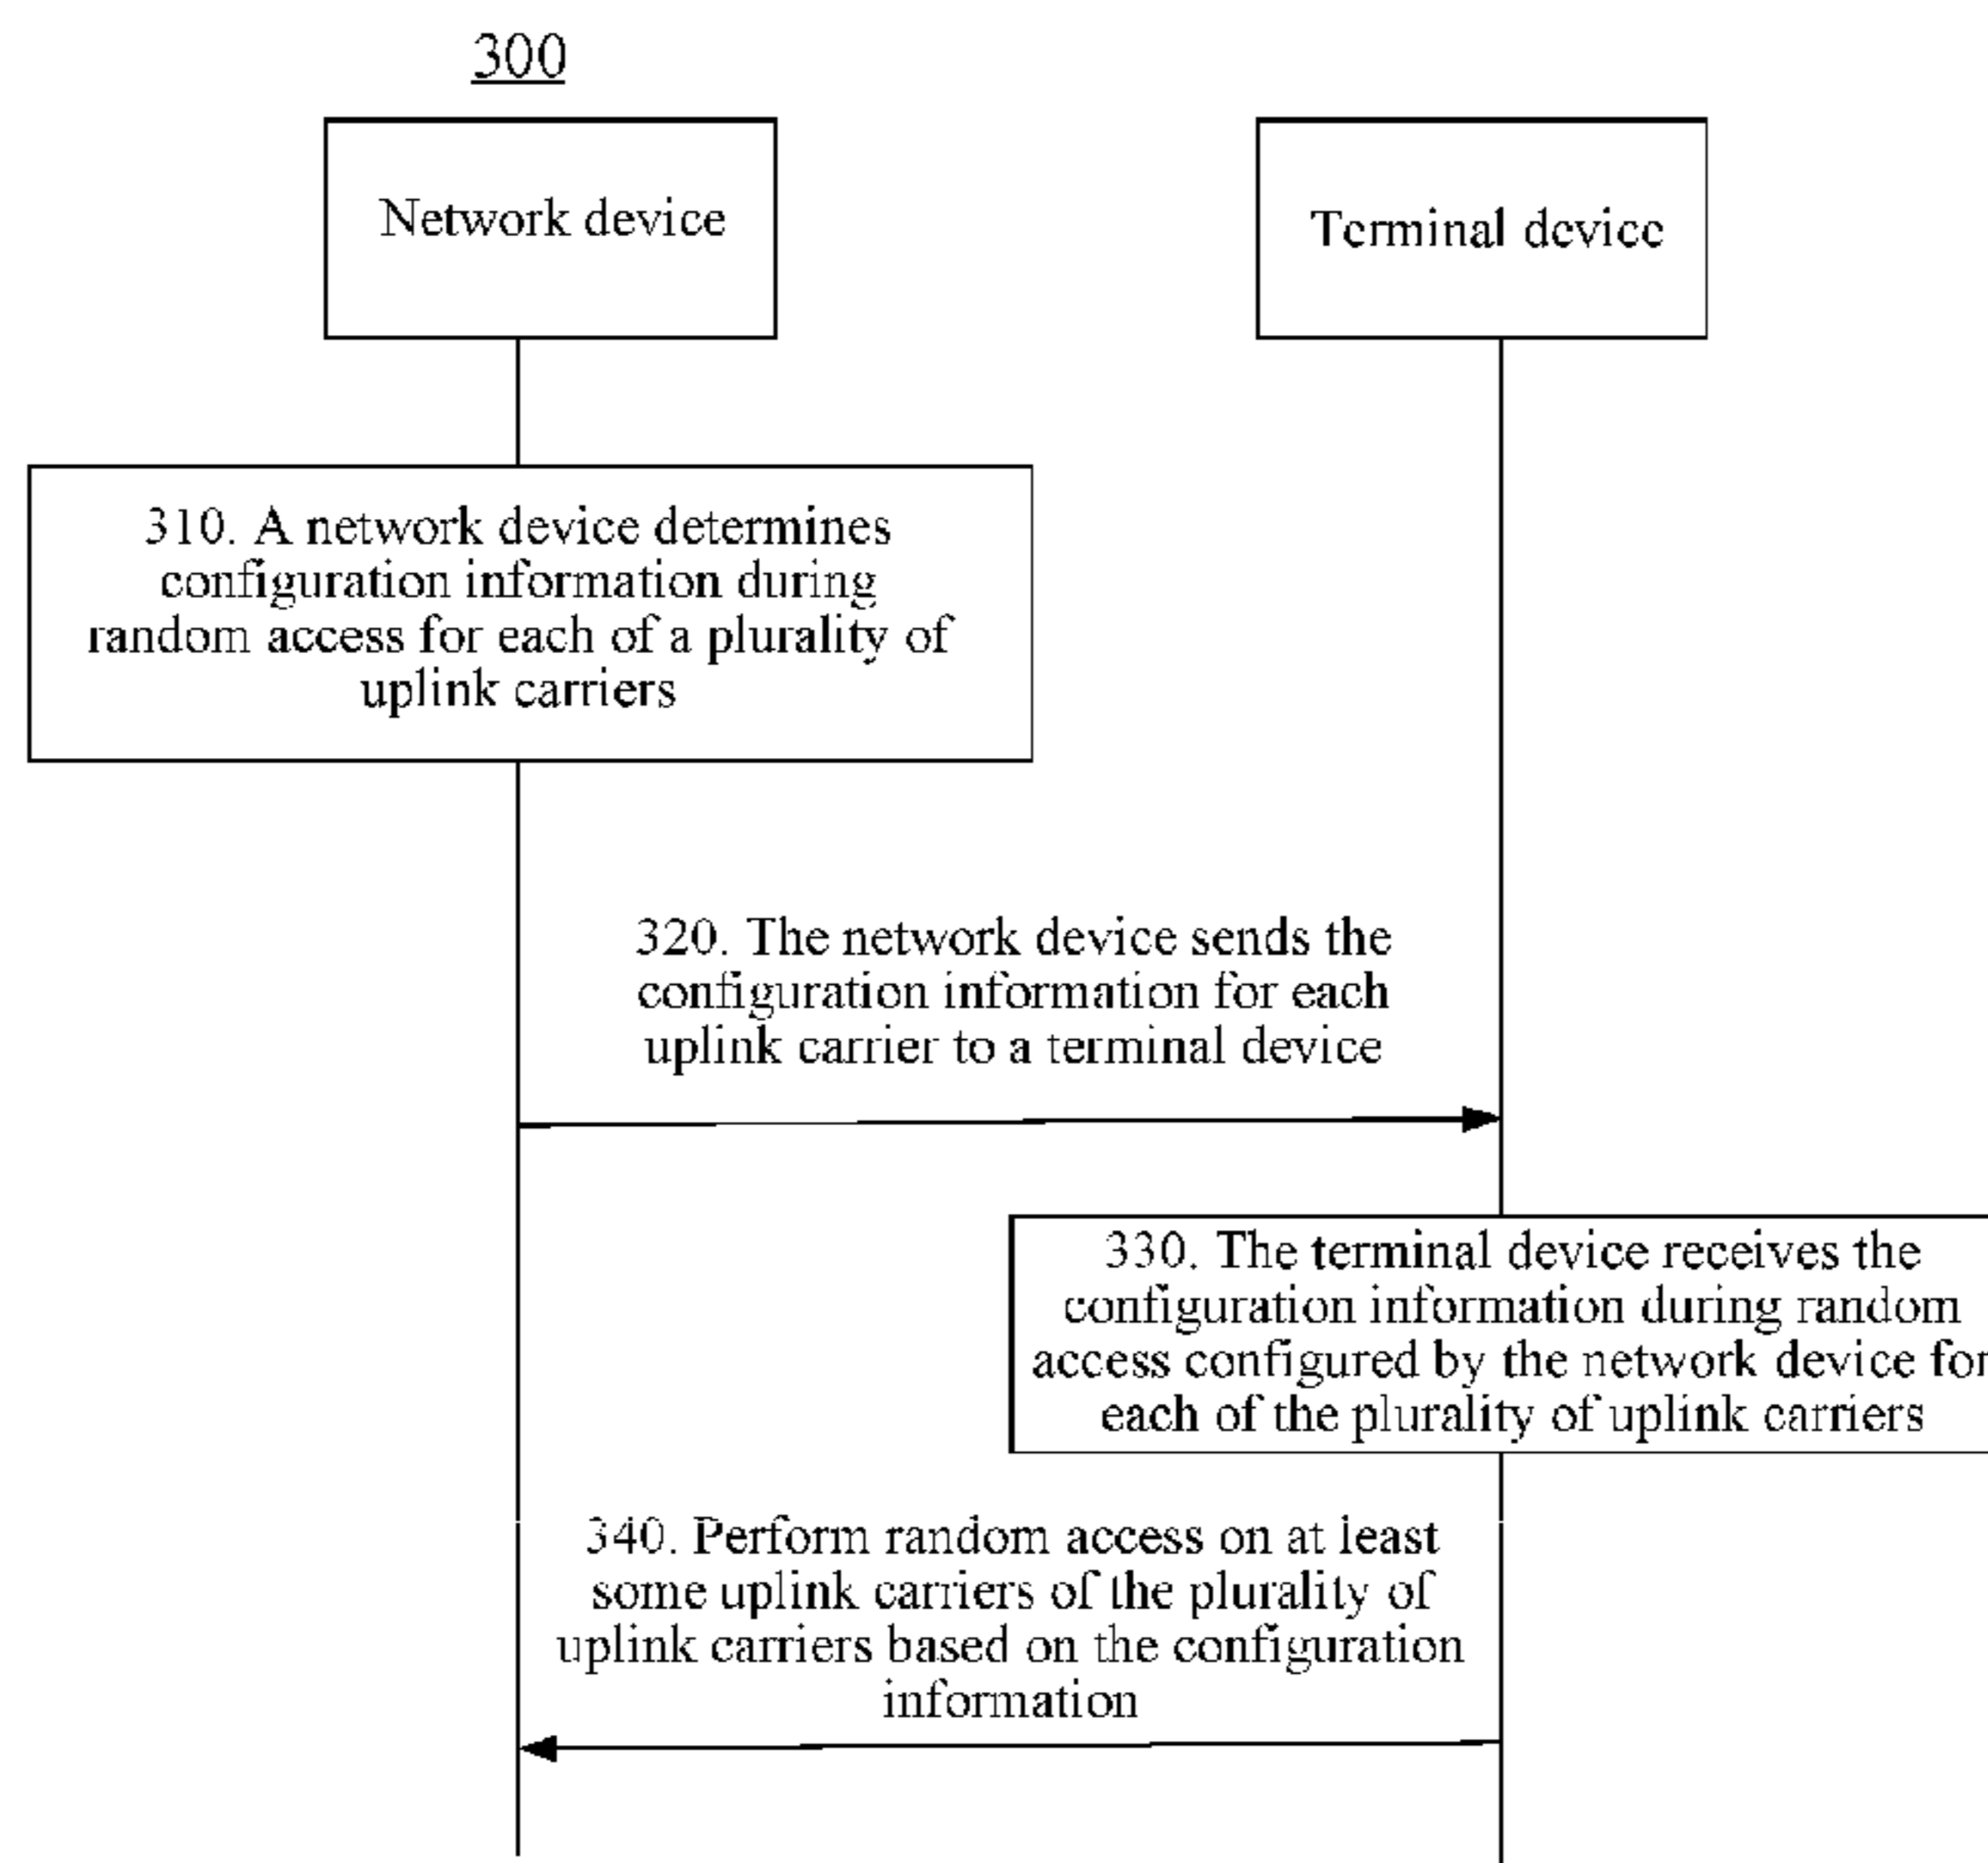 300
Network device
Terminal device
310. A network device determines
configuration information during
random access for each of a plurality of
uplink carriers
320. The network device sends the
configuration information for each
uplink carrier to a terminal device
330. The terminal device receives the
configuration information during random
access configured by the network device for
each of the plurality of uplink carriers
340. Perform random access on at least
some uplink carriers of the plurality of
uplink carriers based on the configuration
information